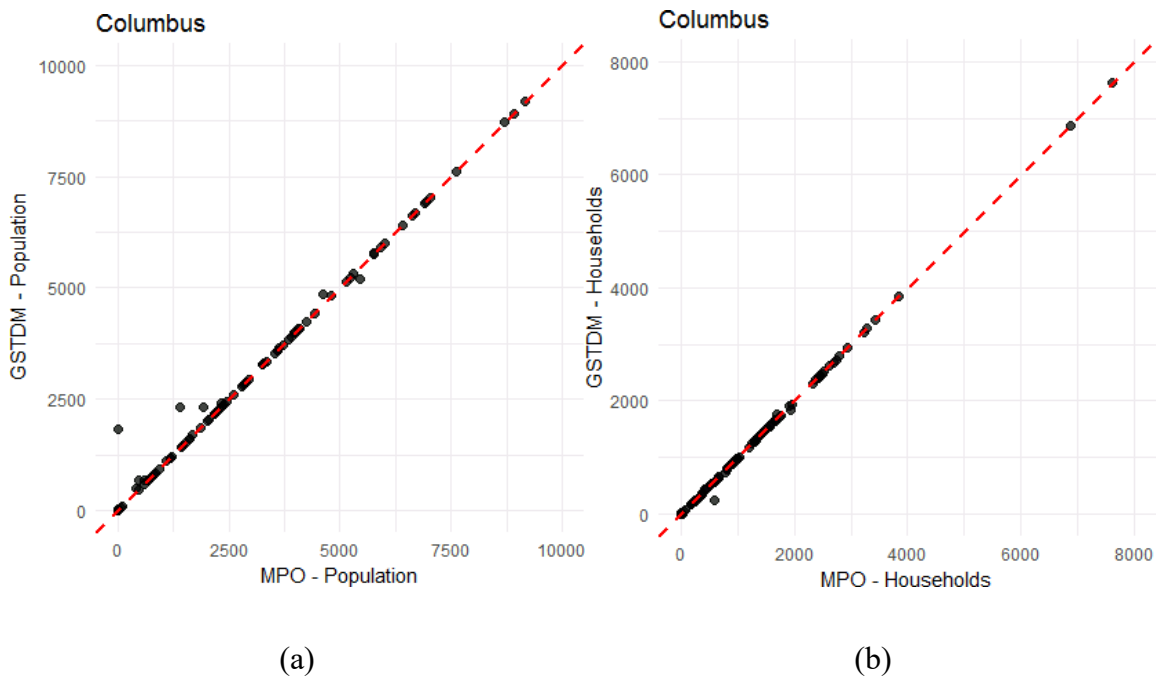 Columbus
10000
7500
5000
2500
0
GSTDM - Population
0 2500 5000 7500 10000
MPO - Population
(a)
Columbus
8000
6000
4000
2000
0
GSTDM - Households
0 2000 4000 6000 8000
MPO - Households
(b)